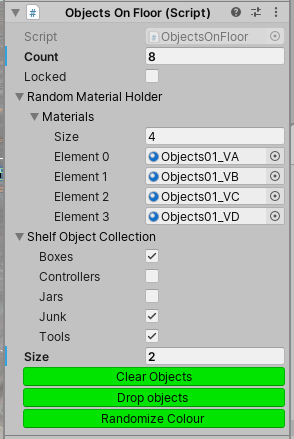 Objects On Floor (Script)
Script ObjectsOnFloor
Count 8
Locked
Random Material Holder
Materials
Size 4
Element 0 Objects01_VA
Element 1 Objects01_VB
Element 2 Objects01_VC
Element 3 Objects01_VD
Shelf Object Collection
Boxes
Controllers
Jars
Junk
Tools
Size 2
Clear Objects
Drop objects
Randomize Colour